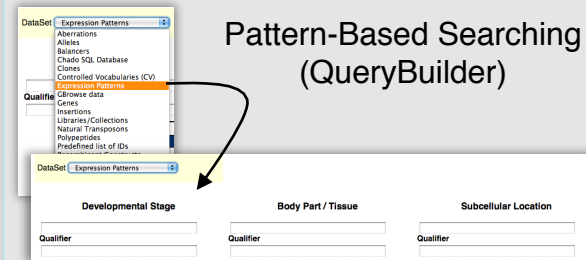 Pattern-Based Searching
(QueryBuilder)
DataSet Expression Patterns
Aberrations
Alleles
Balancers
Chado SQL Database
Clones
Controlled Vocabularies (CV)
Expression Patterns
GBrowse data
Genes
Insertions
Libraries/Collections
Natural Transposons
Polypeptides
Predefined list of IDs
DataSet Expression Patterns
Developmental Stage Body Part / Tissue Subcellular Location
Qualifier Qualifier Qualifier